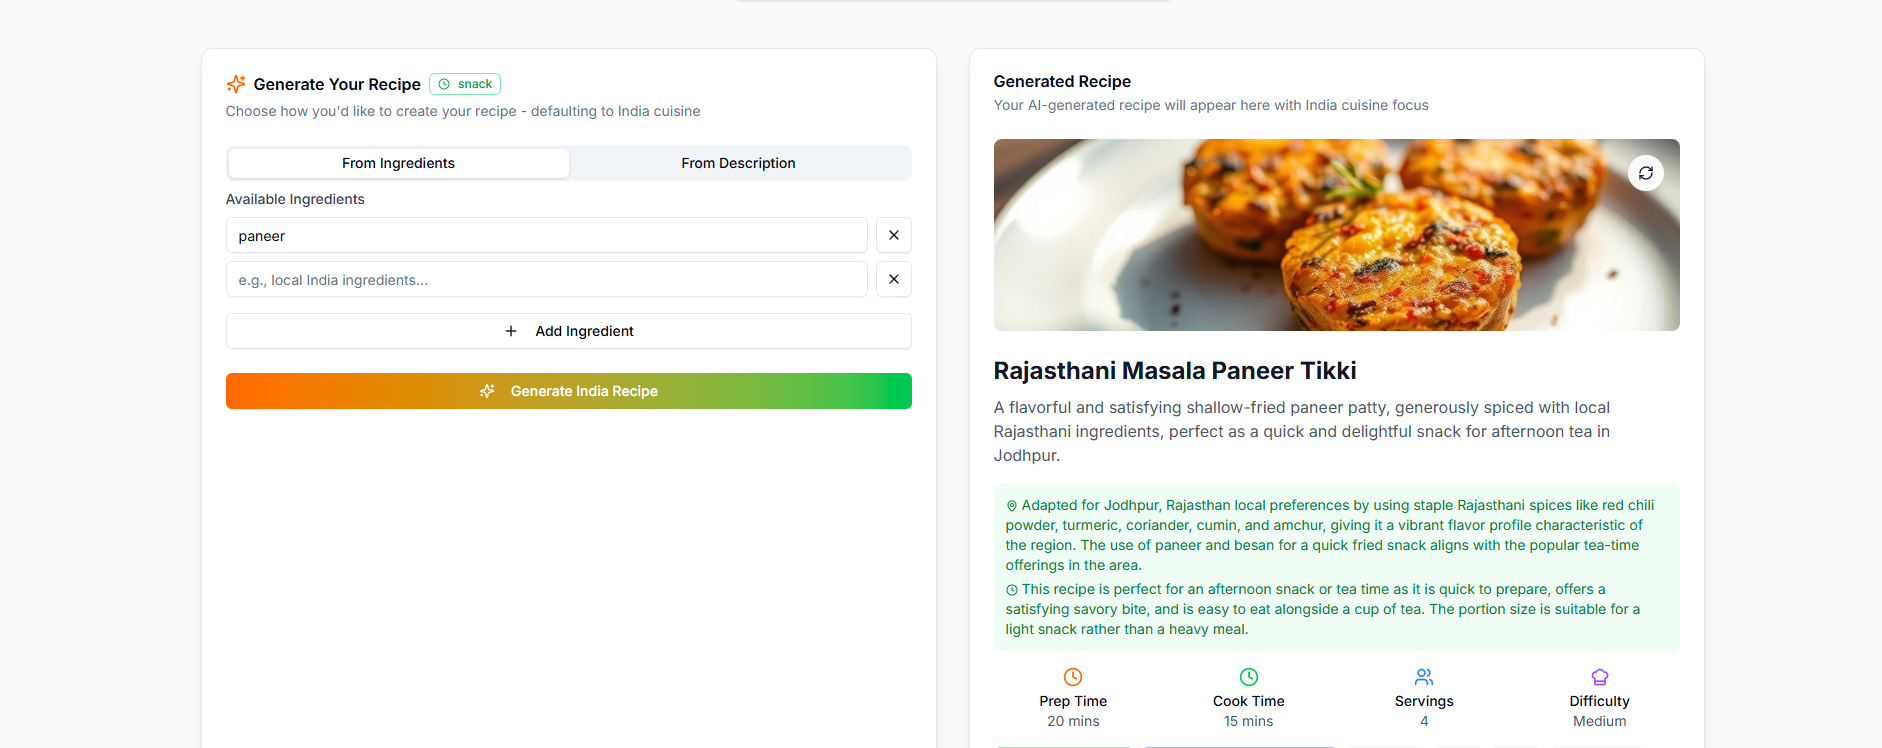 Generate Your Recipe
snack
Choose how you'd like to create your recipe - defaulting to India cuisine
From Ingredients
From Description
Available Ingredients
paneer
e.g., local India ingredients...
Add Ingredient
Generate India Recipe
Generated Recipe
Your AI-generated recipe will appear here with India cuisine focus
Rajasthani Masala Paneer Tikki
A flavorful and satisfying shallow-fried paneer patty, generously spiced with local
Rajasthani ingredients, perfect as a quick and delightful snack for afternoon tea in
Jodhpur.
Adapted for Jodhpur, Rajasthan local preferences by using staple Rajasthani spices like red chili
powder, turmeric, coriander, cumin, and amchur, giving it a vibrant flavor profile characteristic of
the region. The use of paneer and besan for a quick fried snack aligns with the popular tea-time
offerings in the area.
This recipe is perfect for an afternoon snack or tea time as it is quick to prepare, offers a
satisfying savory bite, and is easy to eat alongside a cup of tea. The portion size is suitable for a
light snack rather than a heavy meal.
Prep Time
20 mins
Cook Time
15 mins
Servings
4
Difficulty
Medium